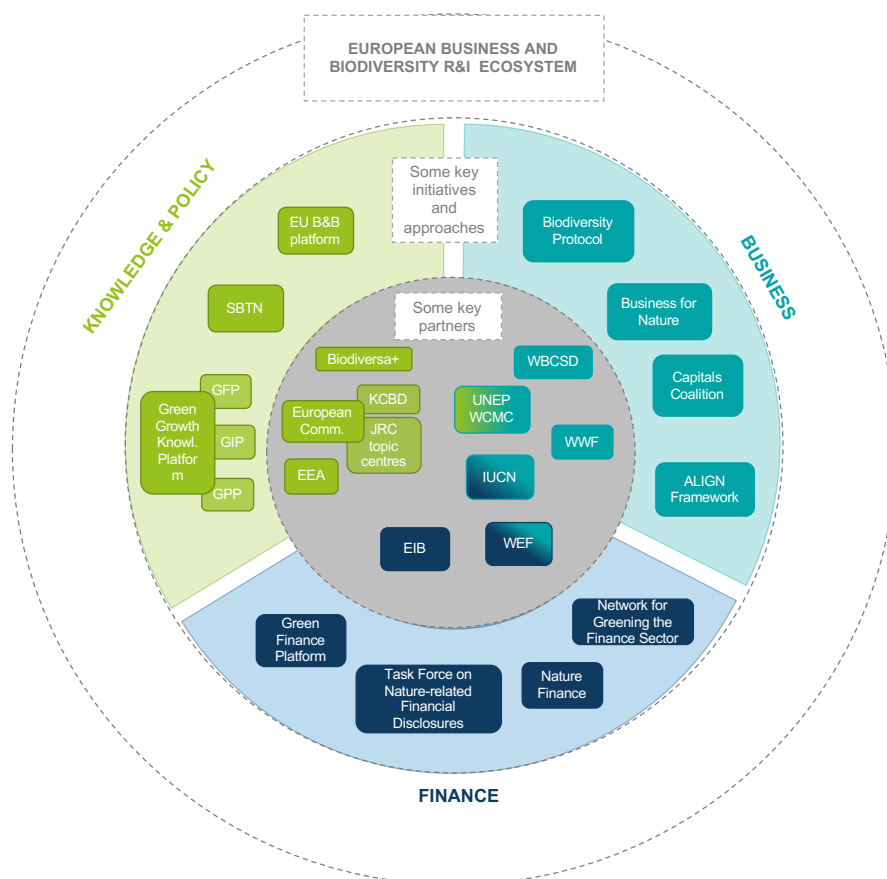 EUROPEAN BUSINESS AND
BIODIVERSITY R&I ECOSYSTEM
Some key
initiatives
and
approaches
KNOWLEDGE & POLICY
EU B&B
platform
SBTN
GFP
Green
Growth
Knowl.
Platfor
m
GIP
GPP
BUSINESS
Biodiversity
Protocol
Business for
Nature
Capitals
Coalition
ALIGN
Framework
Some key
partners
Biodiversa+
WBCSD
KCBD
European
Comm.
JRC
topic
centres
EEA
UNEP
WCMC
WWF
IUCN
EIB
WEF
Green
Finance
Platform
Task Force on
Nature-related
Financial
Disclosures
Nature
Finance
Network for
Greening the
Finance Sector
FINANCE